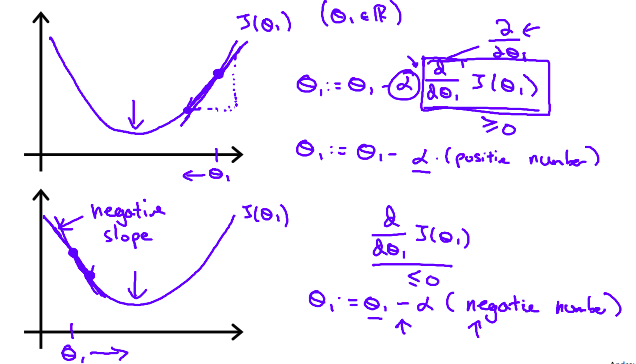 J(θ₁) (θ₁ ∈ ℝ)
∂/∂θ₁
θ₁ := θ₁ - α d/dθ₁ J(θ₁)
≥ 0
θ₁ := θ₁ - α · (positive number)
← θ₁
negative slope
J(θ₁)
d/dθ₁ J(θ₁)
≤ 0
θ₁ := θ₁ - α (negative number)
θ₁ →
Andrew